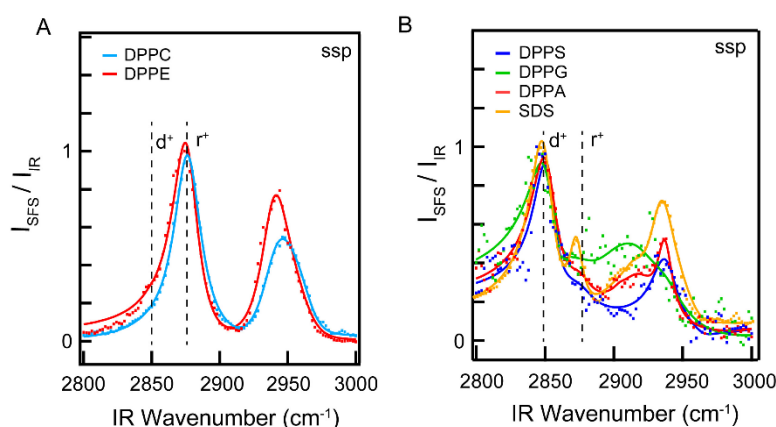 A
ssp
DPPC
DPPE
d⁺
r⁺
1
0
I_SFS / I_IR
2800
2850
2900
2950
3000
IR Wavenumber (cm⁻¹)
B
ssp
DPPS
DPPG
DPPA
SDS
d⁺
r⁺
1
0
I_SFS / I_IR
2800
2850
2900
2950
3000
IR Wavenumber (cm⁻¹)